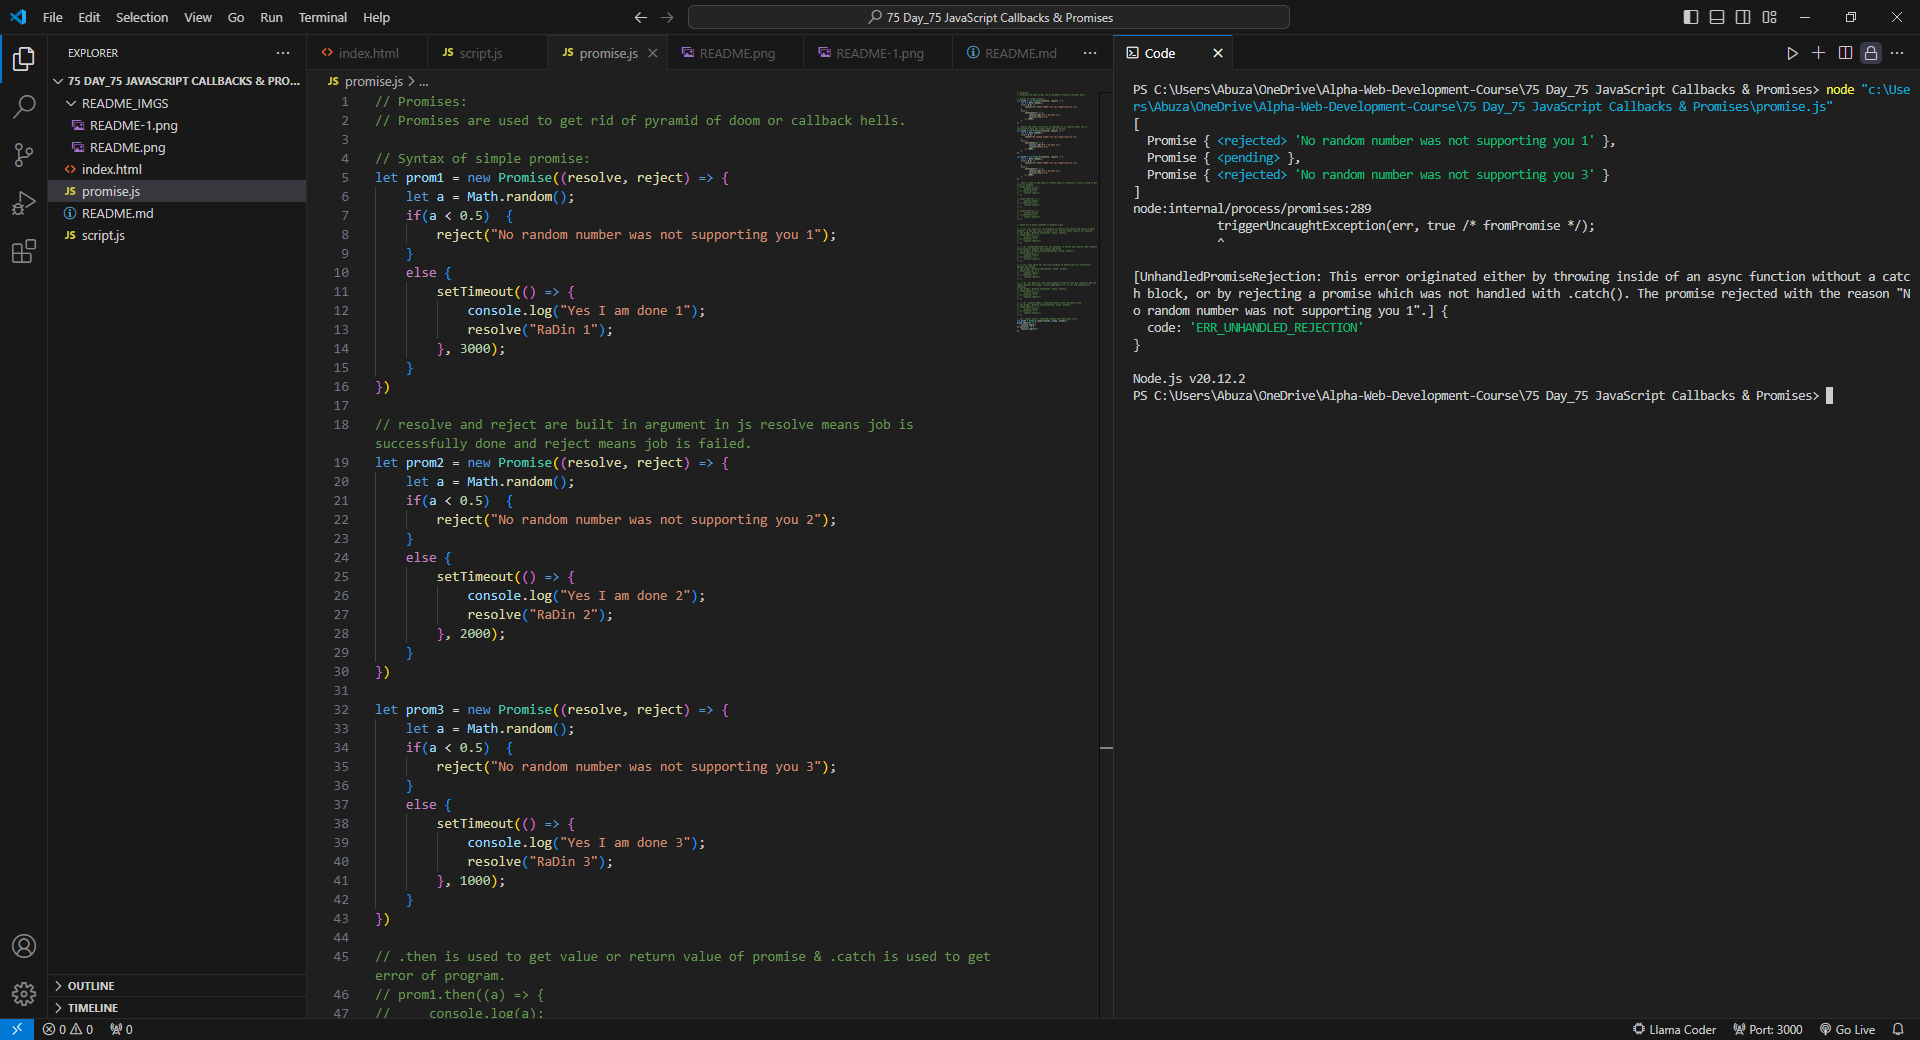 File Edit Selection View Go Run Terminal Help
75 Day_75 JavaScript Callbacks & Promises
EXPLORER
75 DAY_75 JAVASCRIPT CALLBACKS & PRO...
README_IMGS
README-1.png
README.png
index.html
JS promise.js
README.md
JS script.js
OUTLINE
TIMELINE
index.html JS script.js JS promise.js README.png README-1.png README.md
JS promise.js > ...
1 // Promises:
2 // Promises are used to get rid of pyramid of doom or callback hells.
3
4 // Syntax of simple promise:
5 let prom1 = new Promise((resolve, reject) => {
6 let a = Math.random();
7 if(a < 0.5)  {
8 reject("No random number was not supporting you 1");
9 }
10 else {
11 setTimeout(() => {
12 console.log("Yes I am done 1");
13 resolve("RaDin 1");
14 }, 3000);
15 }
16 })
17
18 // resolve and reject are built in argument in js resolve means job is
successfully done and reject means job is failed.
19 let prom2 = new Promise((resolve, reject) => {
20 let a = Math.random();
21 if(a < 0.5)  {
22 reject("No random number was not supporting you 2");
23 }
24 else {
25 setTimeout(() => {
26 console.log("Yes I am done 2");
27 resolve("RaDin 2");
28 }, 2000);
29 }
30 })
31
32 let prom3 = new Promise((resolve, reject) => {
33 let a = Math.random();
34 if(a < 0.5)  {
35 reject("No random number was not supporting you 3");
36 }
37 else {
38 setTimeout(() => {
39 console.log("Yes I am done 3");
40 resolve("RaDin 3");
41 }, 1000);
42 }
43 })
44
45 // .then is used to get value or return value of promise & .catch is used to get
error of program.
46 // prom1.then((a) => {
47 //     console.log(a);
Code
PS C:\Users\Abuza\OneDrive\Alpha-Web-Development-Course\75 Day_75 JavaScript Callbacks & Promises> node "c:\Use
rs\Abuza\OneDrive\Alpha-Web-Development-Course\75 Day_75 JavaScript Callbacks & Promises\promise.js"
[
Promise { <rejected> 'No random number was not supporting you 1' },
Promise { <pending> },
Promise { <rejected> 'No random number was not supporting you 3' }
]
node:internal/process/promises:289
triggerUncaughtException(err, true /* fromPromise */);
^
[UnhandledPromiseRejection: This error originated either by throwing inside of an async function without a catc
h block, or by rejecting a promise which was not handled with .catch(). The promise rejected with the reason "N
o random number was not supporting you 1".] {
code: 'ERR_UNHANDLED_REJECTION'
}
Node.js v20.12.2
PS C:\Users\Abuza\OneDrive\Alpha-Web-Development-Course\75 Day_75 JavaScript Callbacks & Promises>
0 0 0 Llama Coder Port: 3000 Go Live